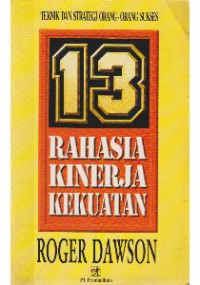 TEKNIK DAN STRATEGI ORANG-ORANG SUKSES
13
RAHASIA
KINERJA
KEKUATAN
ROGER DAWSON